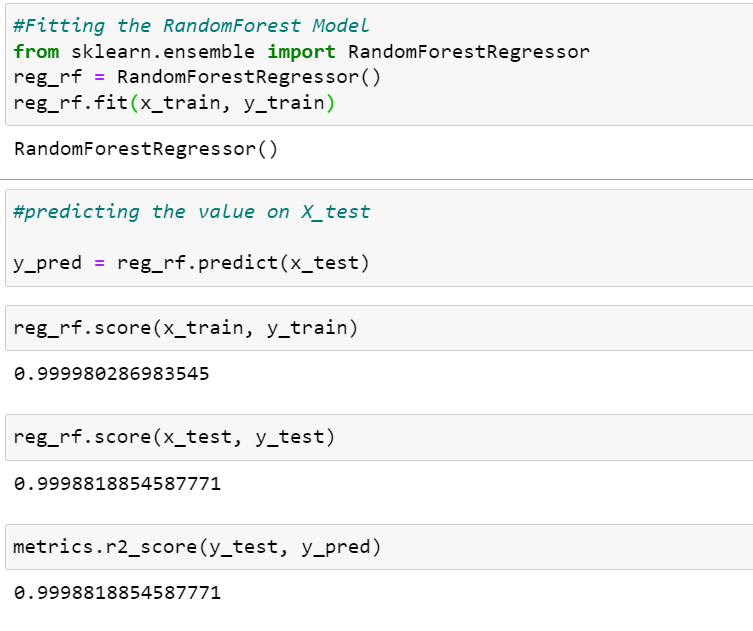 #Fitting the RandomForest Model
from sklearn.ensemble import RandomForestRegressor
reg_rf = RandomForestRegressor()
reg_rf.fit(x_train, y_train)
RandomForestRegressor()
#predicting the value on X_test
y_pred = reg_rf.predict(x_test)
reg_rf.score(x_train, y_train)
0.999980286983545
reg_rf.score(x_test, y_test)
0.9998818854587771
metrics.r2_score(y_test, y_pred)
0.9998818854587771